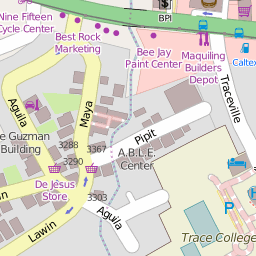 Nine Fifteen
Cycle Center
BPI
Best Rock
Marketing
Bee Jay
Paint Center
Maquiling
Builders
Depot
Caltex
Traceville
Aguila
Maya
Pipit
e Guzman
Building
3288
3367
3290
A.B.L.E.
Center
De Jesus
Store
3303
Aguila
Lawin
Trace College
P